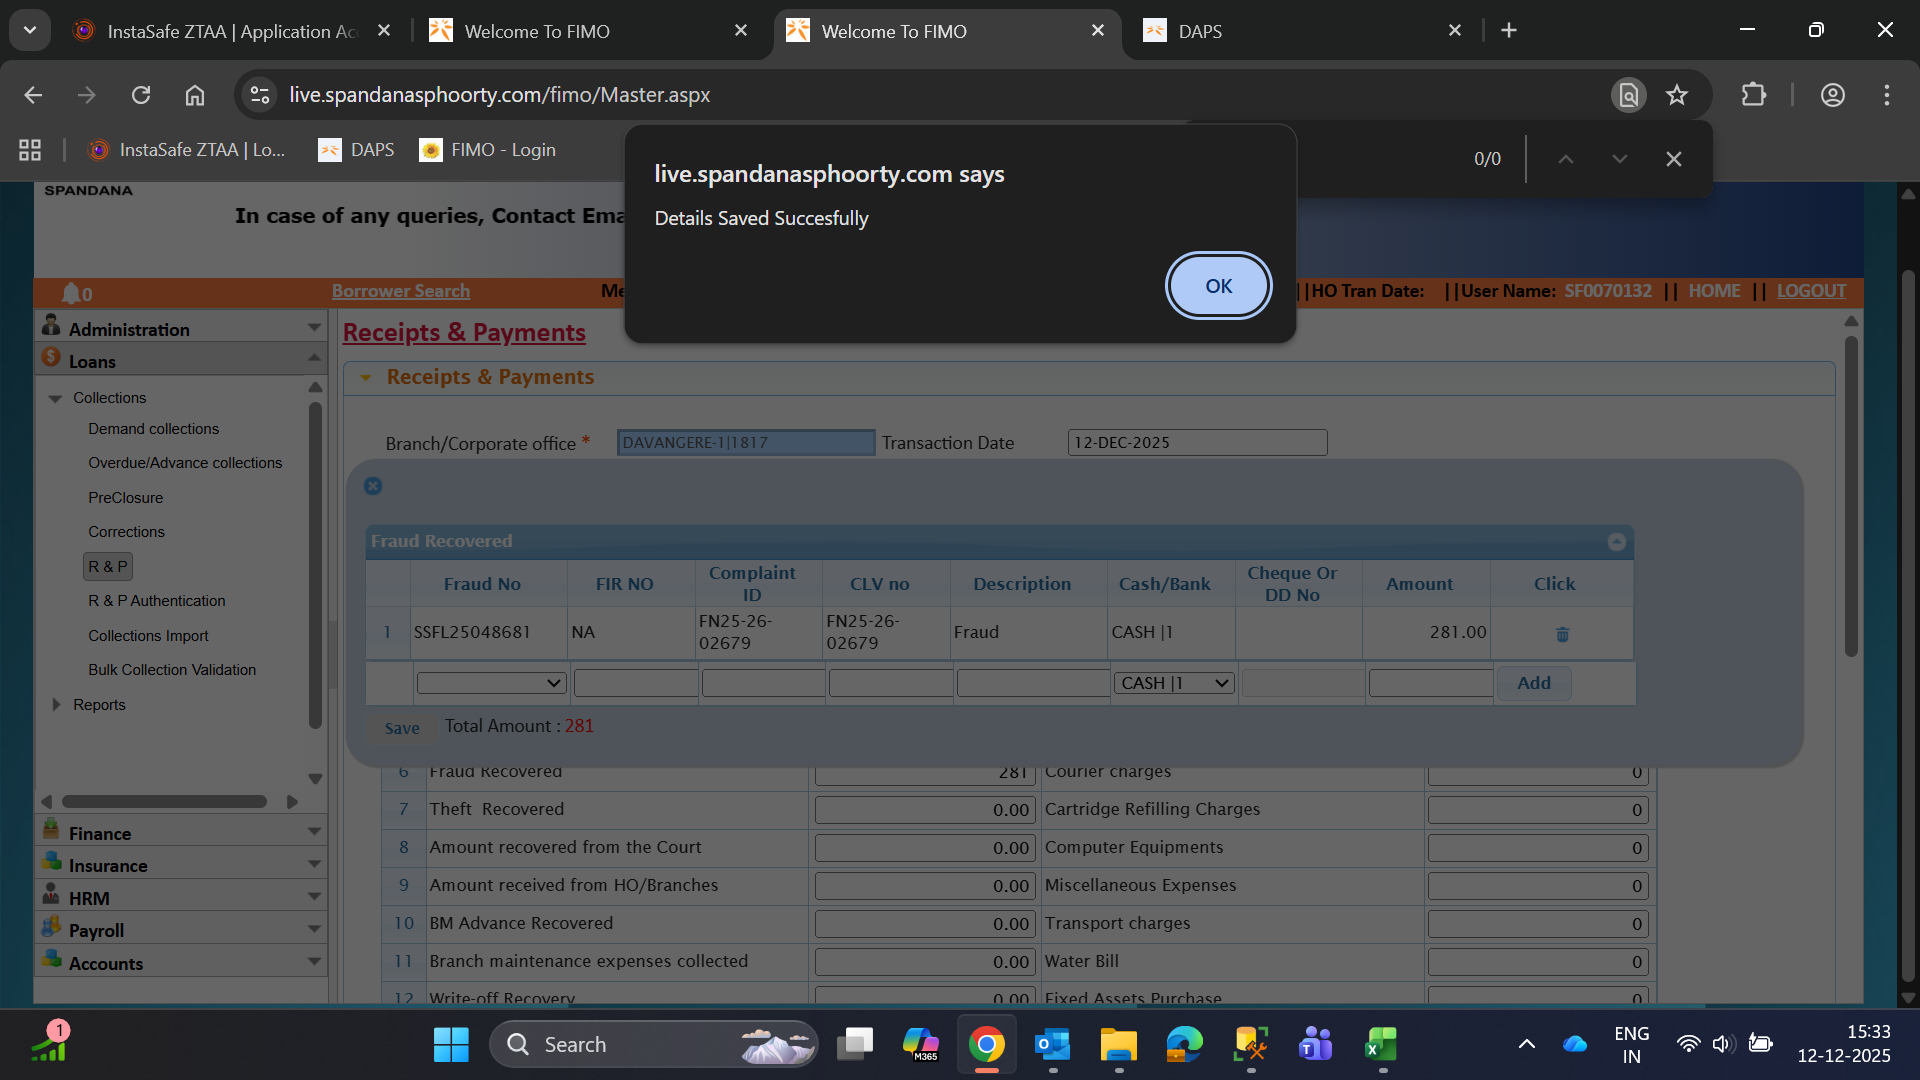 InstaSafe ZTAA | Application Acc
Welcome To FIMO
Welcome To FIMO
DAPS
live.spandanasphoorty.com/fimo/Master.aspx
InstaSafe ZTAA | Lo...
DAPS
FIMO - Login
0/0
live.spandanasphoorty.com says
Details Saved Succesfully
OK
SPANDANA
In case of any queries, Contact Ema
0
Borrower Search
Me
||HO Tran Date: ||User Name: SF0070132 || HOME || LOGOUT
Administration
Loans
Collections
Demand collections
Overdue/Advance collections
PreClosure
Corrections
R & P
R & P Authentication
Collections Import
Bulk Collection Validation
Reports
Finance
Insurance
HRM
Payroll
Accounts
Receipts & Payments
Receipts & Payments
Branch/Corporate office * DAVANGERE-1|1817 Transaction Date 12-DEC-2025
Fraud Recovered
Fraud No FIR NO Complaint ID CLV no Description Cash/Bank Cheque Or DD No Amount Click
1 SSFL25048681 NA FN25-26-02679 FN25-26-02679 Fraud CASH |1 281.00
CASH |1 Add
Save Total Amount : 281
6 Fraud Recovered 281 Courier charges 0
7 Theft Recovered 0.00 Cartridge Refilling Charges 0
8 Amount recovered from the Court 0.00 Computer Equipments 0
9 Amount received from HO/Branches 0.00 Miscellaneous Expenses 0
10 BM Advance Recovered 0.00 Transport charges 0
11 Branch maintenance expenses collected 0.00 Water Bill 0
12 Write-off Recovery 0.00 Fixed Assets Purchase 0
1
Search
M365
ENG
IN
15:33
12-12-2025